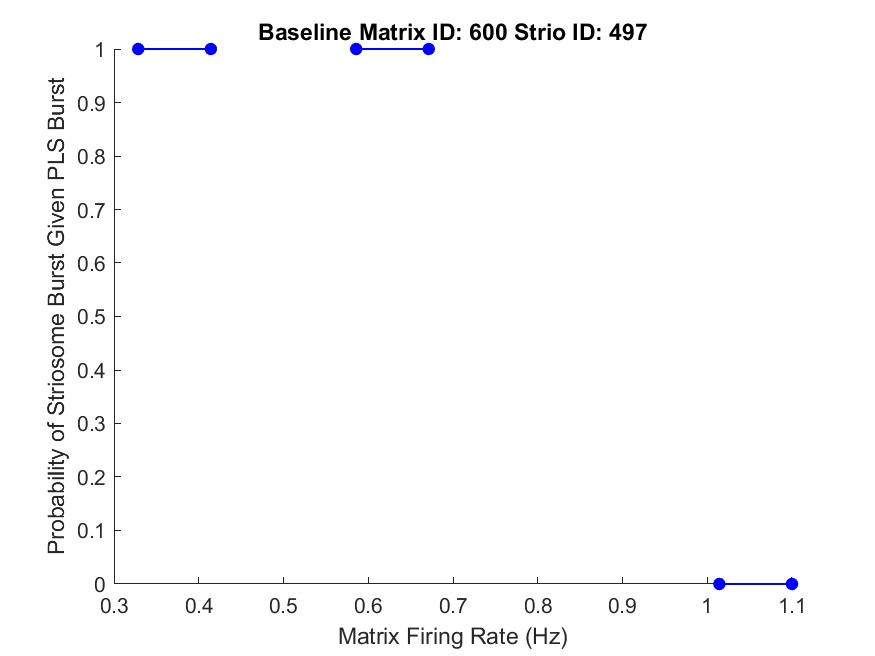 Baseline Matrix ID: 600 Strio ID: 497
Probability of Striosome Burst Given PLS Burst
1
0.9
0.8
0.7
0.6
0.5
0.4
0.3
0.2
0.1
0
0.3 0.4 0.5 0.6 0.7 0.8 0.9 1 1.1
Matrix Firing Rate (Hz)